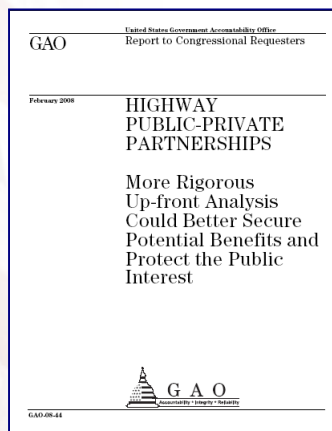 United States Government Accountability Office
GAO
Report to Congressional Requesters
February 2008
HIGHWAY
PUBLIC-PRIVATE
PARTNERSHIPS
More Rigorous
Up-front Analysis
Could Better Secure
Potential Benefits and
Protect the Public
Interest
G A O
Accountability * Integrity * Reliability
GAO-08-44